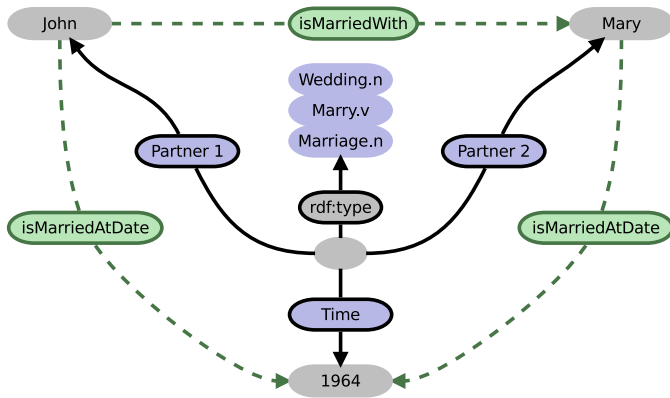 John
isMarriedWith
Mary
Wedding.n
Marry.v
Marriage.n
Partner 1
Partner 2
rdf:type
isMarriedAtDate
isMarriedAtDate
Time
1964